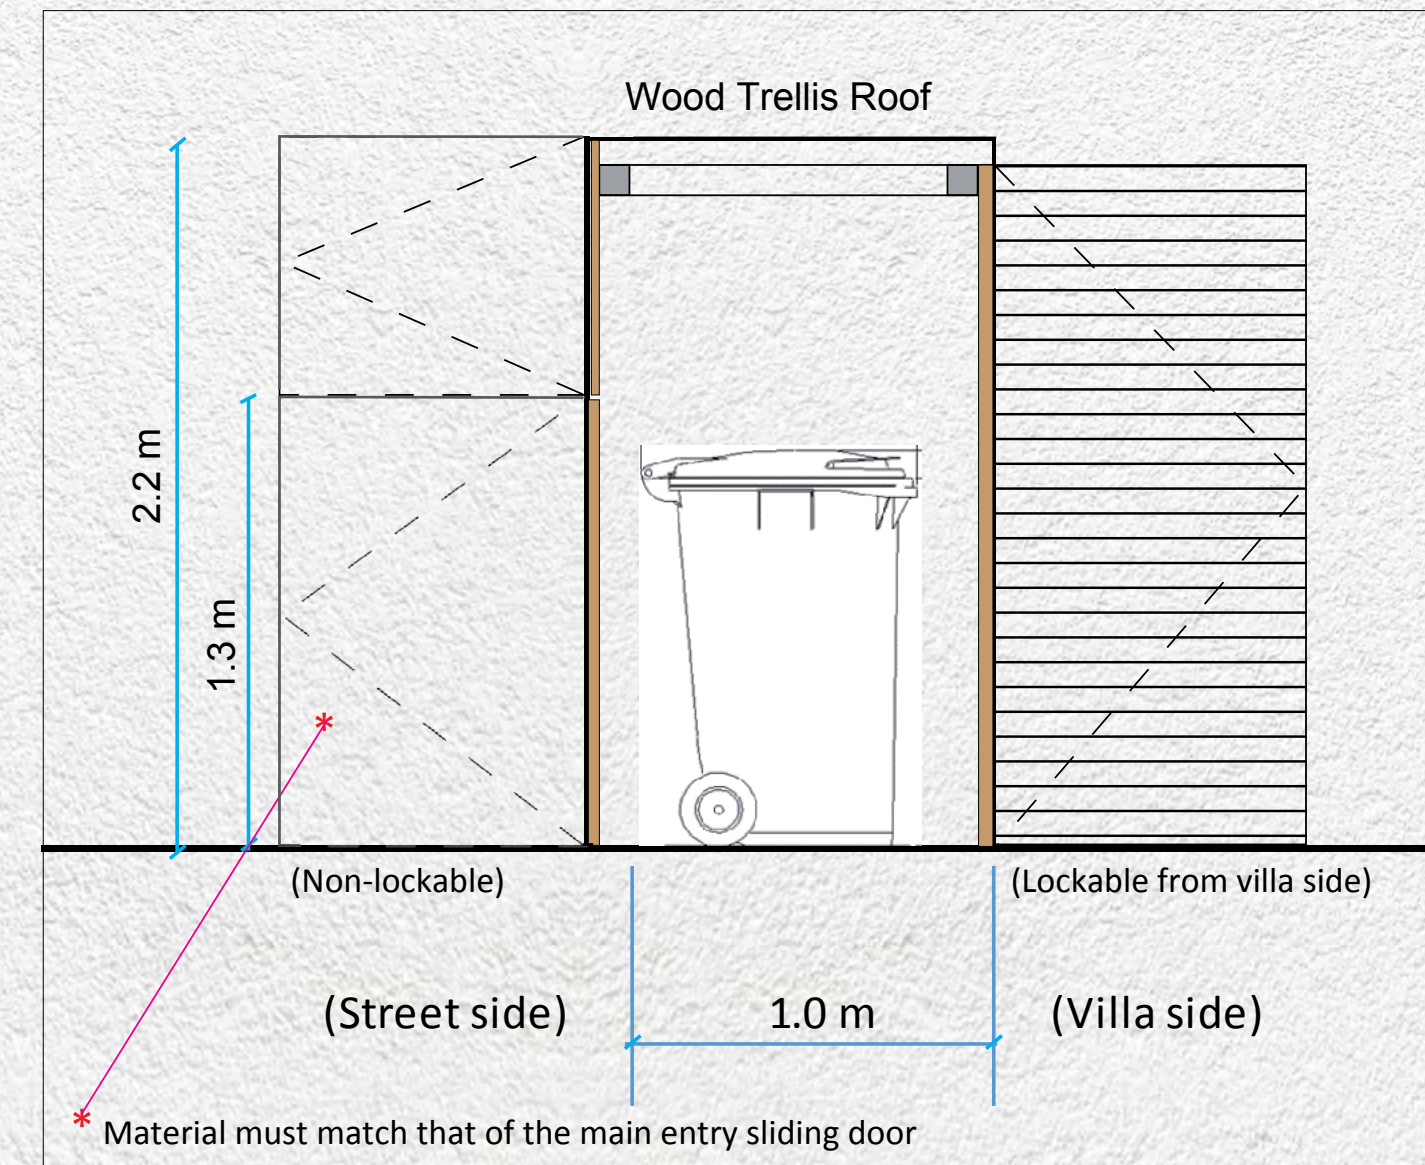 Wood Trellis Roof
2.2 m
1.3 m
*
(Non-lockable)
(Lockable from villa side)
(Street side)
1.0 m
(Villa side)
* Material must match that of the main entry sliding door